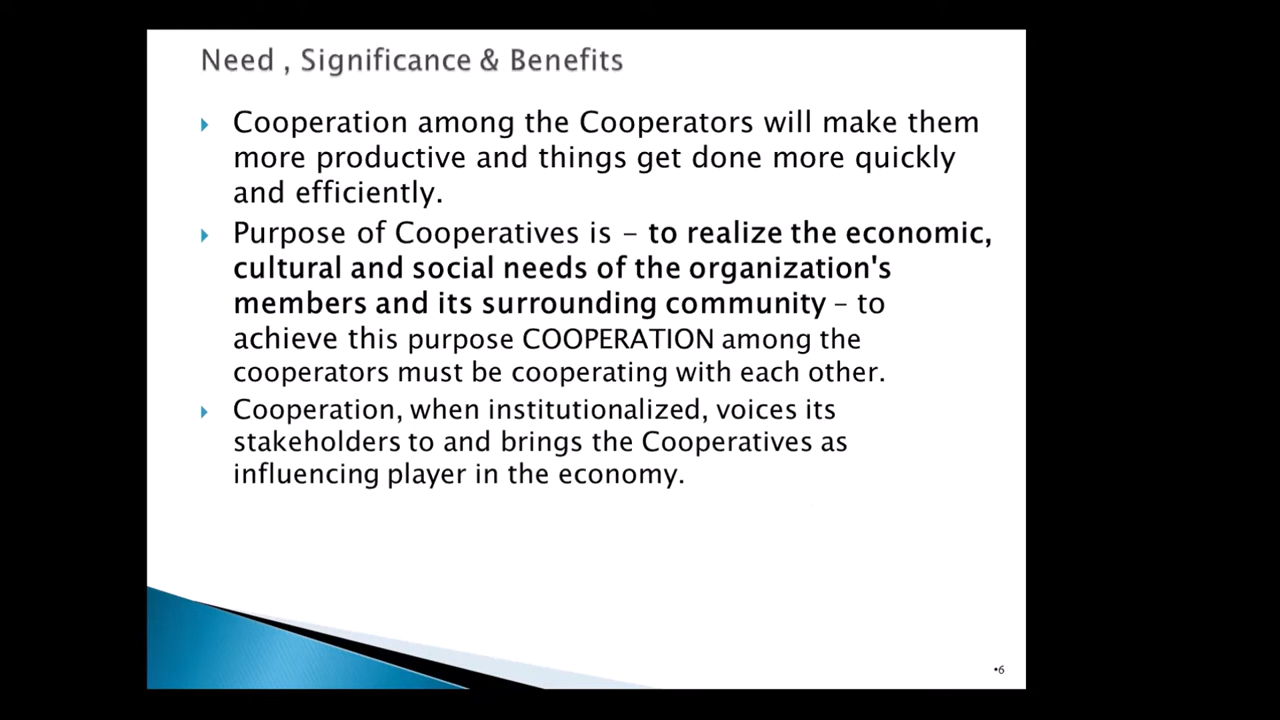 Need , Significance & Benefits
Cooperation among the Cooperators will make them
more productive and things get done more quickly
and efficiently.
Purpose of Cooperatives is – to realize the economic,
cultural and social needs of the organization's
members and its surrounding community – to
achieve this purpose COOPERATION among the
cooperators must be cooperating with each other.
Cooperation, when institutionalized, voices its
stakeholders to and brings the Cooperatives as
influencing player in the economy.
•6